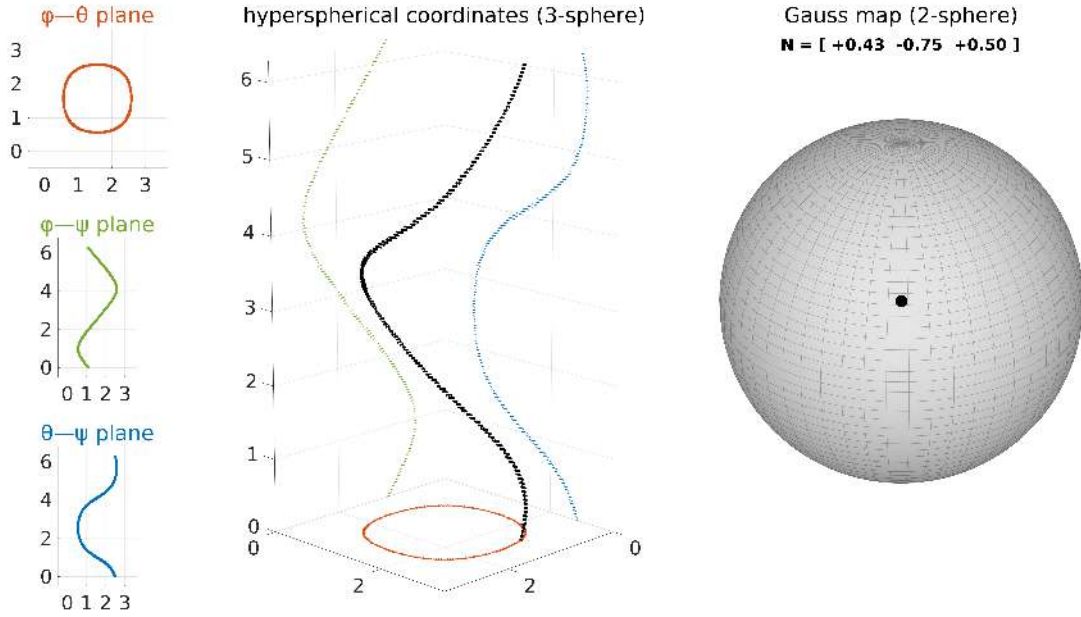 φ—θ plane
3
2
1
0
0 1 2 3
φ—ψ plane
6
4
2
0
0 1 2 3
θ—ψ plane
6
4
2
0
0 1 2 3
hyperspherical coordinates (3-sphere)
6
5
4
3
2
1
0
0
2
2
0
Gauss map (2-sphere)
N = [ +0.43 -0.75 +0.50 ]